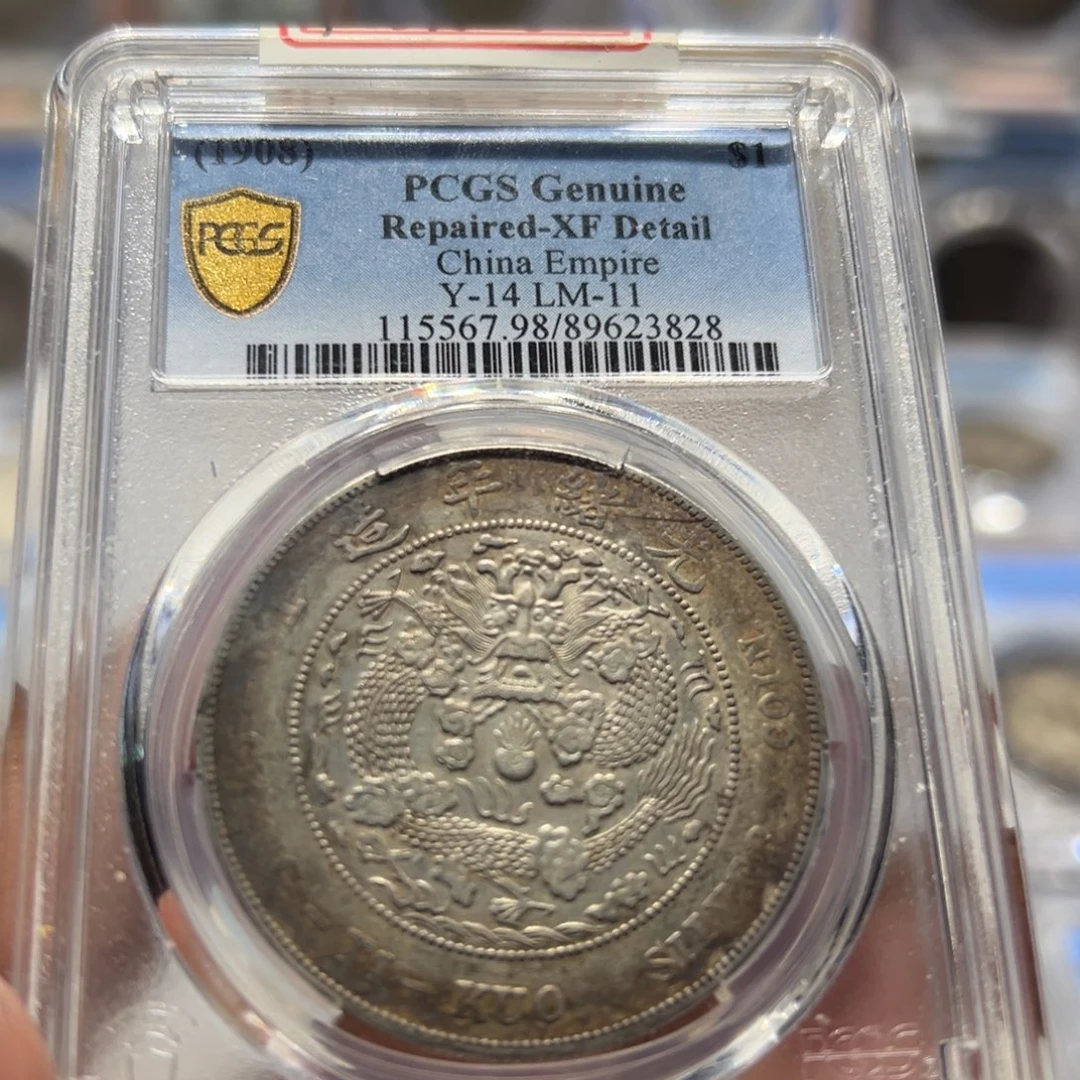 (1908) $1
PCGS Genuine
PCGS
Repaired-XF Detail
China Empire
Y-14 LM-11
115567.98/89623828
造年緒光
KUO